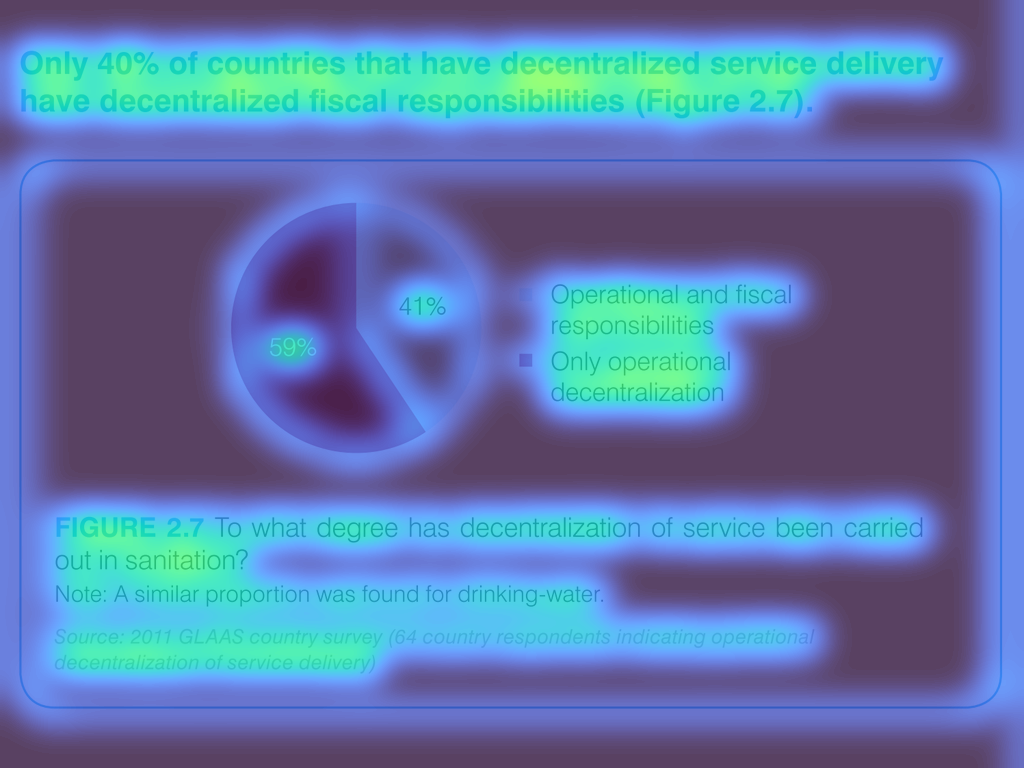 Only 40% of countries that have decentralized service delivery
have decentralized fiscal responsibilities (Figure 2.7).
41%
59%
Operational and fiscal
responsibilities
Only operational
decentralization
FIGURE 2.7 To what degree has decentralization of service been carried
out in sanitation?
Note: A similar proportion was found for drinking-water.
Source: 2011 GLAAS country survey (64 country respondents indicating operational
decentralization of service delivery)